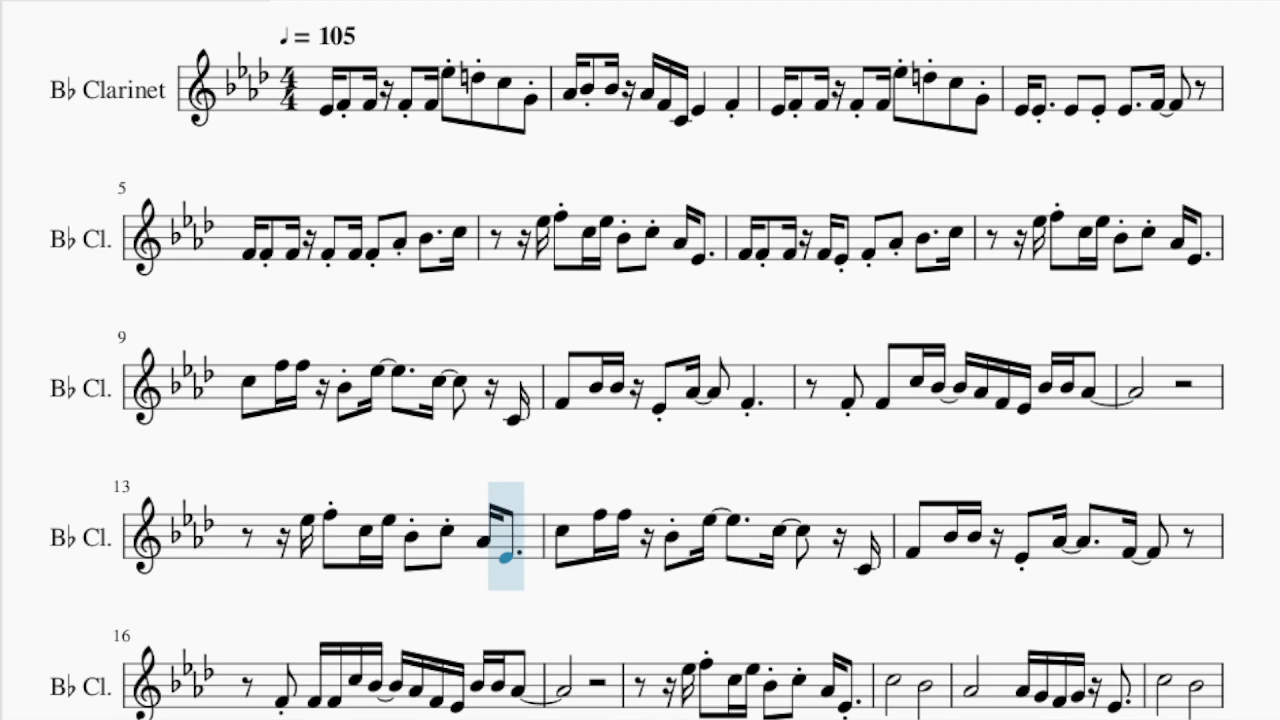 ♩ = 105
B♭ Clarinet
4
4
5
B♭ Cl.
9
B♭ Cl.
13
B♭ Cl.
16
B♭ Cl.